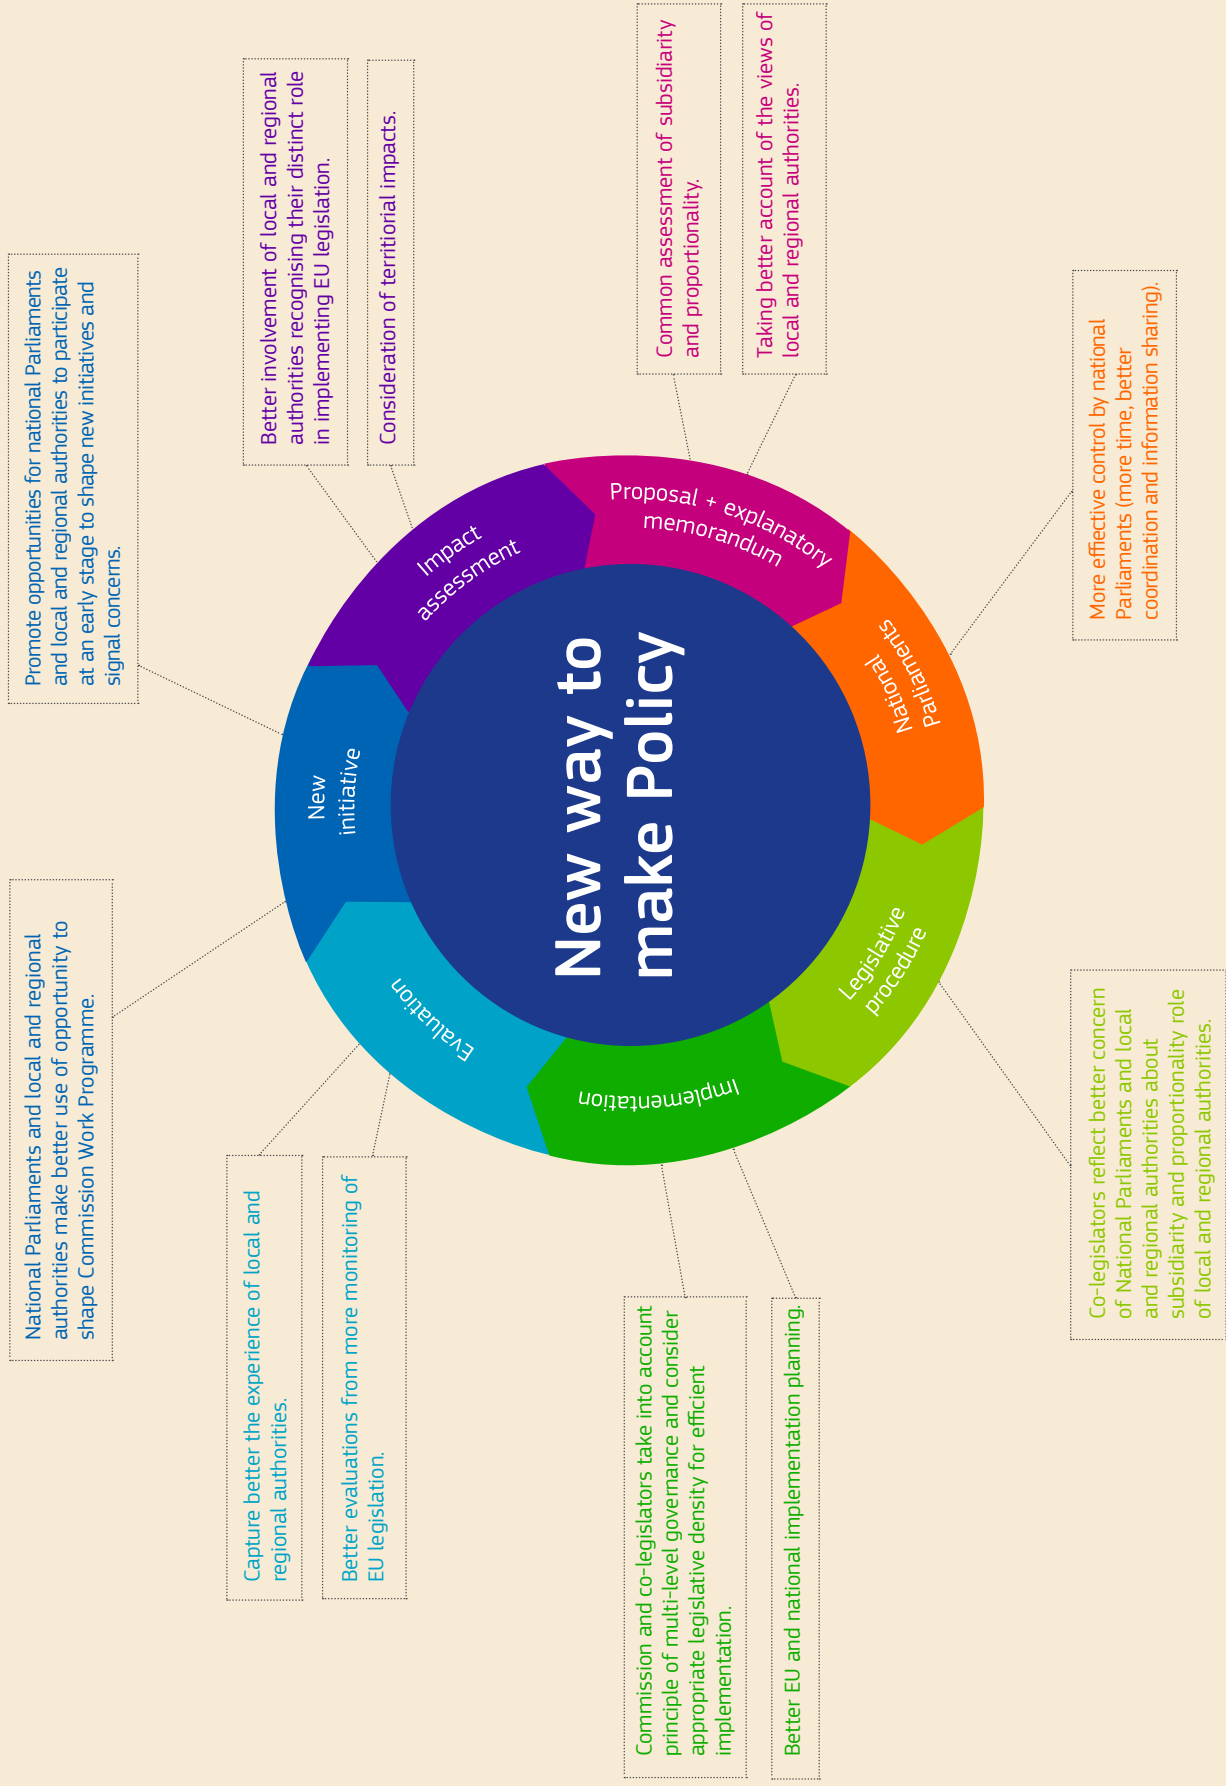 New way to
make Policy
National Parliaments and local and regional
authorities make better use of opportunity to
shape Commission Work Programme.
Promote opportunities for national Parliaments
and local and regional authorities to participate
at an early stage to shape new initiatives and
signal concerns.
New
initiative
Better involvement of local and regional
authorities recognising their distinct role
in implementing EU legislation.
Consideration of territiorial impacts.
Impact
assessment
Common assessment of subsidiarity
and proportionality.
Taking better account of the views of
local and regional authorities.
Proposal + explanatory
memorandum
More effective control by national
Parliaments (more time, better
coordination and information sharing).
National
Parliaments
Co-legislators reflect better concern
of National Parliaments and local
and regional authorities about
subsidiarity and proportionality role
of local and regional authorities.
Legislative
procedure
Commission and co-legislators take into account
principle of multi-level governance and consider
appropriate legislative density for efficient
implementation.
Better EU and national implementation planning.
Implementation
Capture better the experience of local and
regional authorities.
Better evaluations from more monitoring of
EU legislation.
Evaluation